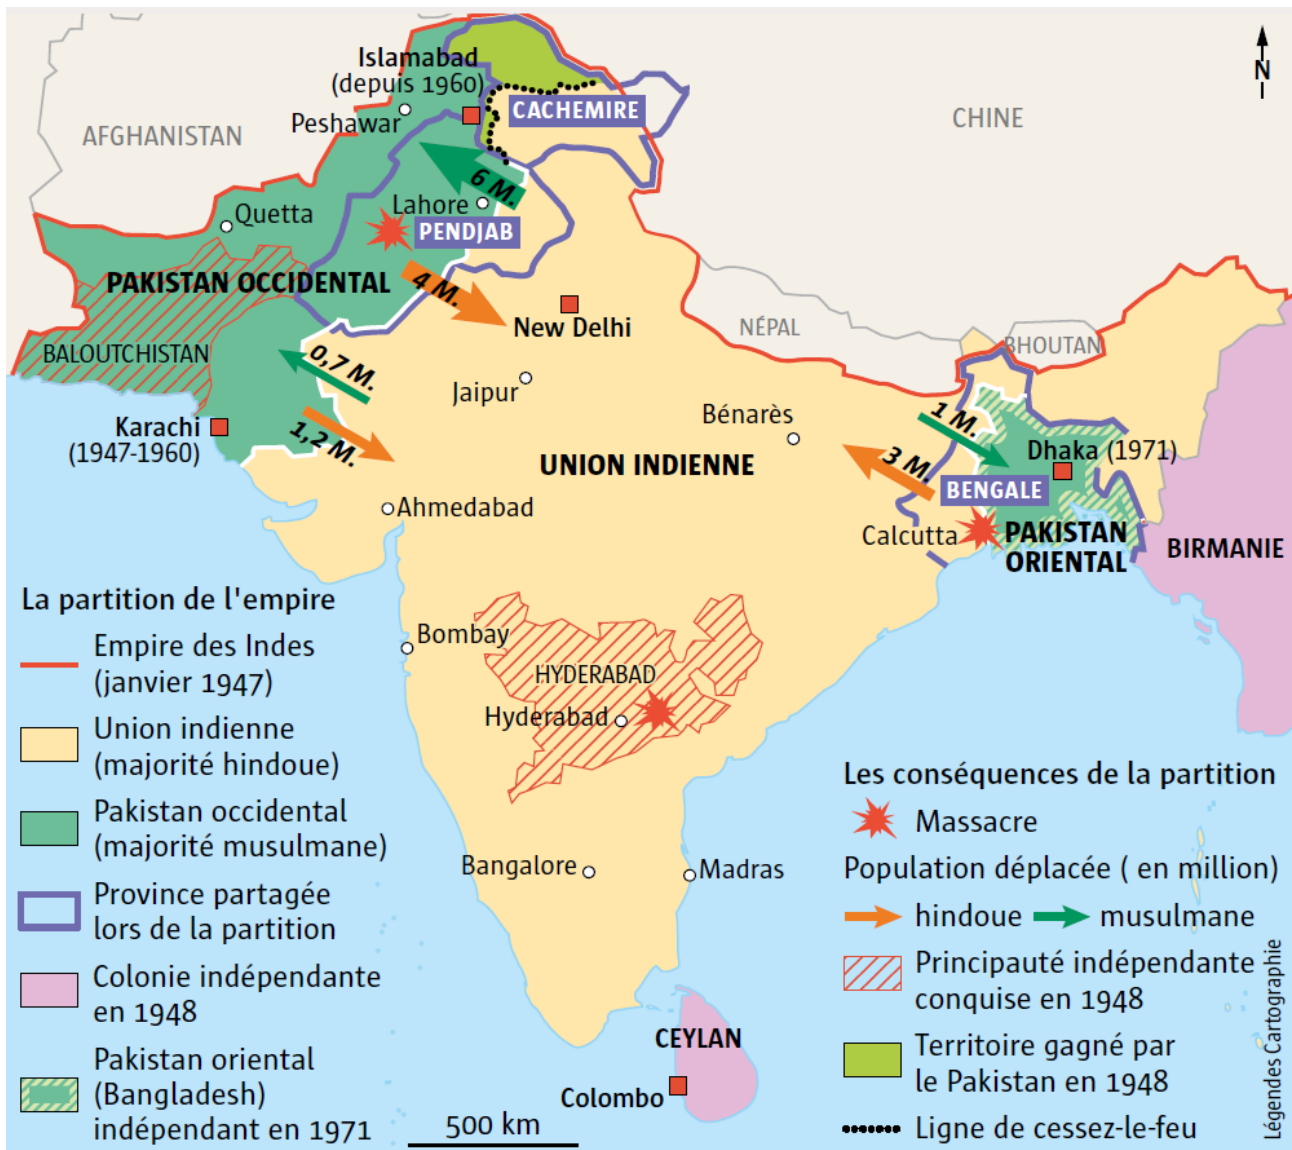 Islamabad
(depuis 1960)
Peshawar
CACHEMIRE
N
CHINE
AFGHANISTAN
6 M.
Lahore
Quetta
PENDJAB
PAKISTAN OCCIDENTAL
4 M.
New Delhi
NÉPAL
BHOUTAN
BALOUTCHISTAN
0,7 M.
Jaipur
Bénarès
1 M.
Karachi
(1947-1960)
1,2 M.
UNION INDIENNE
3 M.
Dhaka (1971)
BENGALE
Ahmedabad
Calcutta
PAKISTAN
ORIENTAL
BIRMANIE
Bombay
HYDERABAD
Hyderabad
Bangalore
Madras
CEYLAN
Colombo
500 km
La partition de l'empire
Empire des Indes
(janvier 1947)
Union indienne
(majorité hindoue)
Pakistan occidental
(majorité musulmane)
Province partagée
lors de la partition
Colonie indépendante
en 1948
Pakistan oriental
(Bangladesh)
indépendant en 1971
Les conséquences de la partition
Massacre
Population déplacée ( en million)
hindoue musulmane
Principauté indépendante
conquise en 1948
Territoire gagné par
le Pakistan en 1948
Ligne de cessez-le-feu
Légendes Cartographie